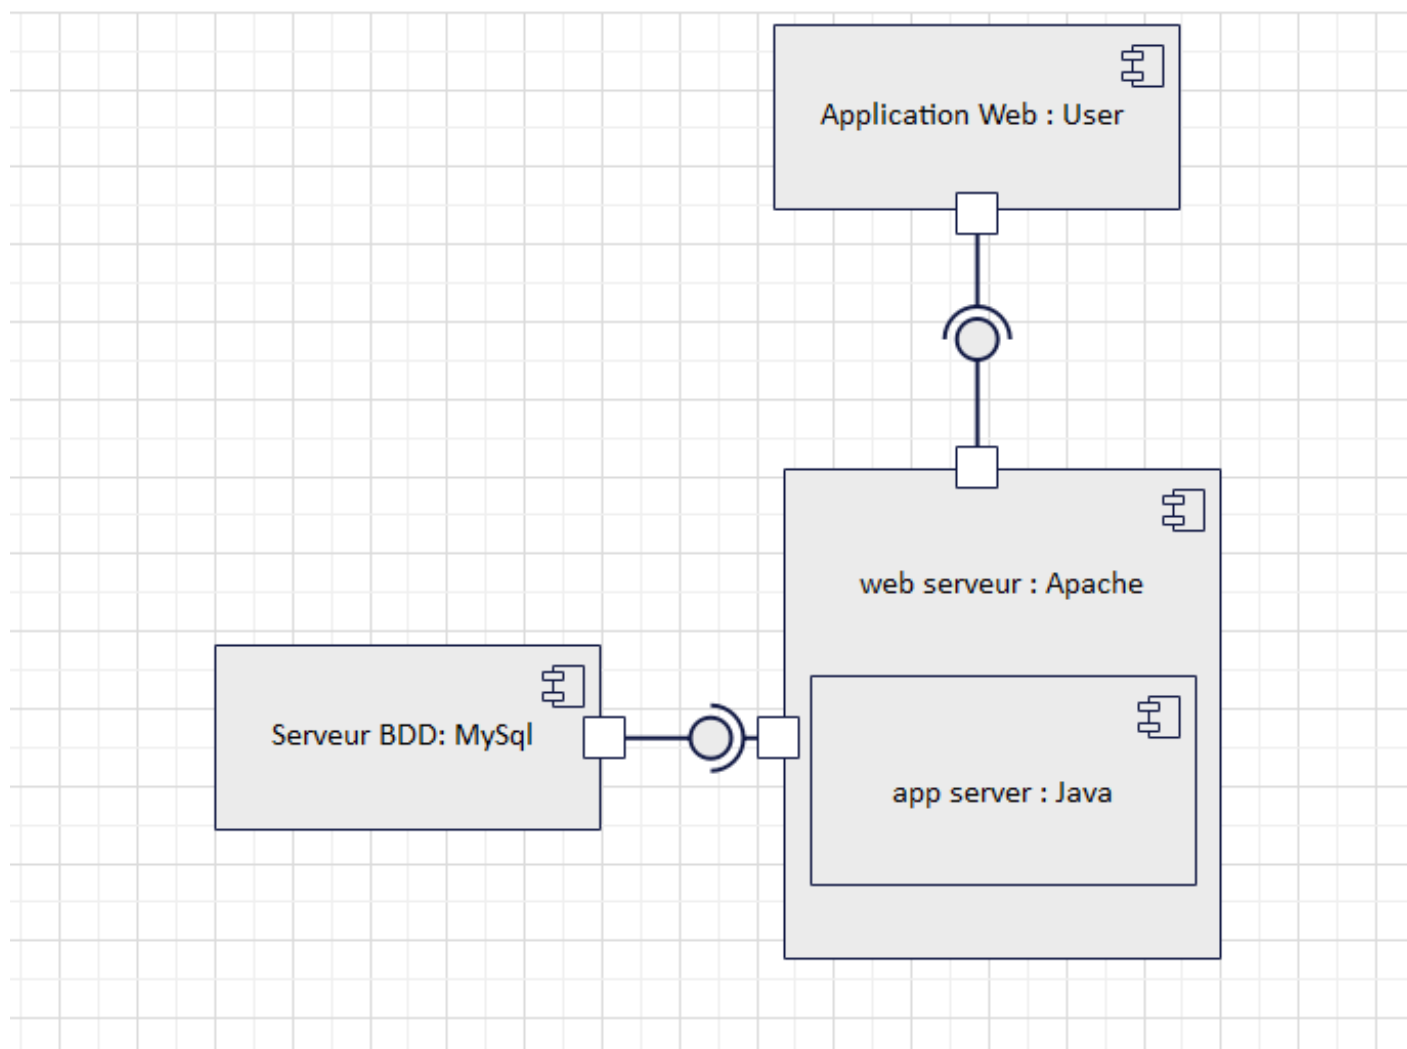 Application Web : User
web serveur : Apache
Serveur BDD: MySql
app server : Java